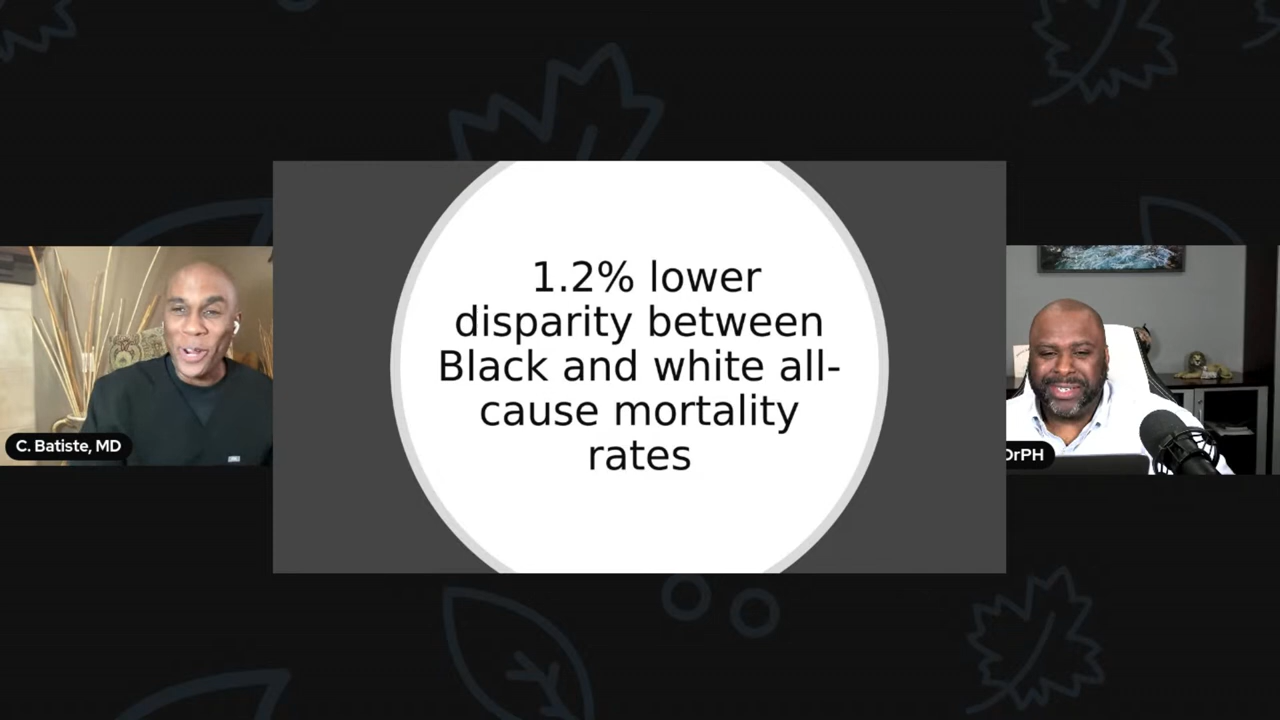 1.2% lower
disparity between
Black and white all-
cause mortality
rates
C. Batiste, MD
DrPH